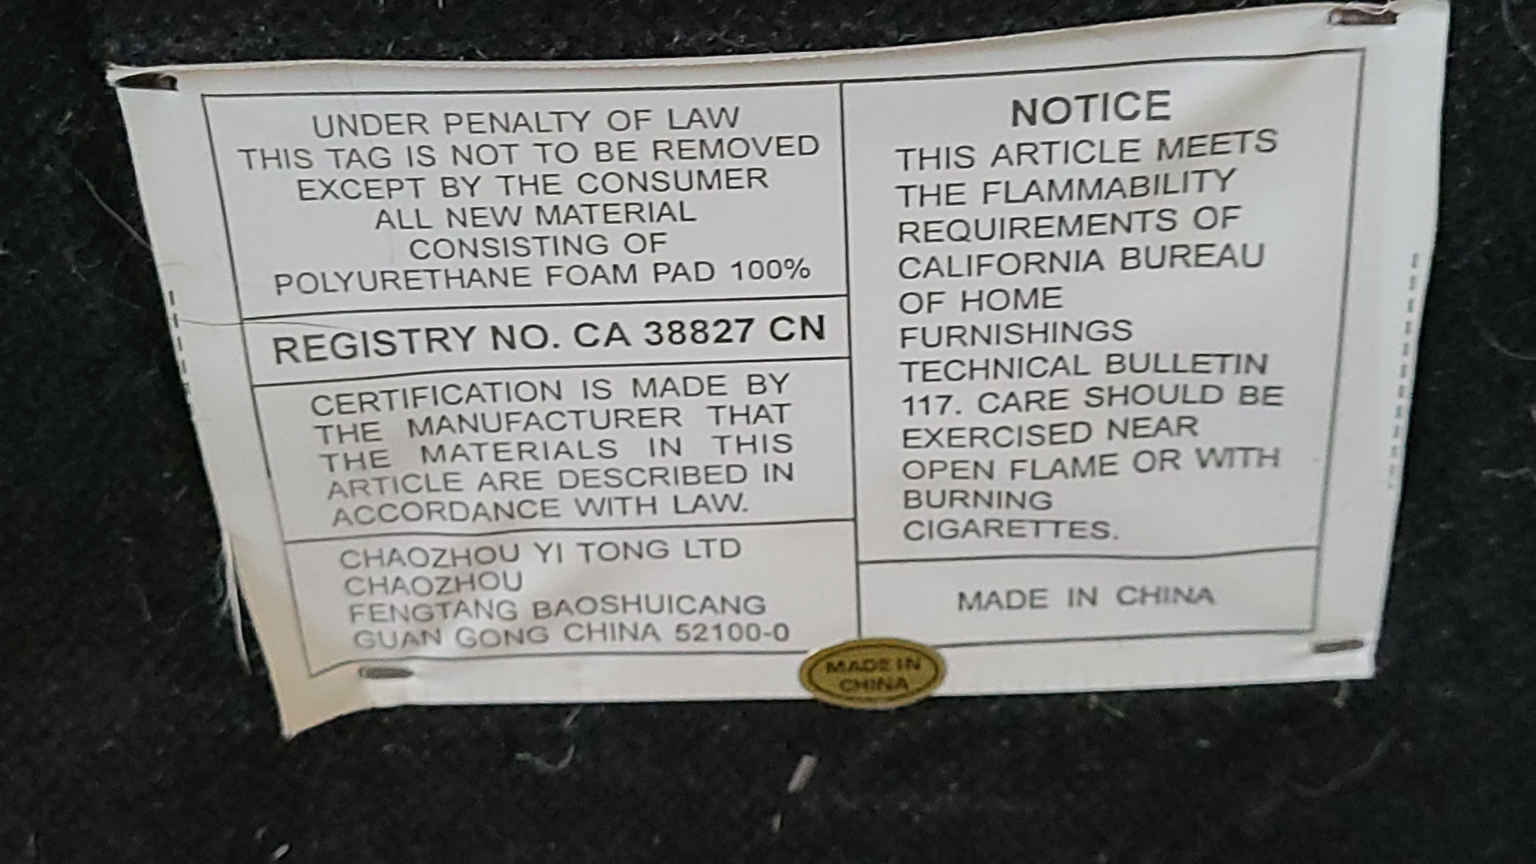 UNDER PENALTY OF LAW
THIS TAG IS NOT TO BE REMOVED
EXCEPT BY THE CONSUMER
ALL NEW MATERIAL
CONSISTING OF
POLYURETHANE FOAM PAD 100%
REGISTRY NO. CA 38827 CN
CERTIFICATION IS MADE BY
THE MANUFACTURER THAT
THE MATERIALS IN THIS
ARTICLE ARE DESCRIBED IN
ACCORDANCE WITH LAW.
CHAOZHOU YI TONG LTD
CHAOZHOU
FENGTANG BAOSHUICANG
GUAN GONG CHINA 52100-0
NOTICE
THIS ARTICLE MEETS
THE FLAMMABILITY
REQUIREMENTS OF
CALIFORNIA BUREAU
OF HOME
FURNISHINGS
TECHNICAL BULLETIN
117. CARE SHOULD BE
EXERCISED NEAR
OPEN FLAME OR WITH
BURNING
CIGARETTES.
MADE IN CHINA
MADE IN
CHINA